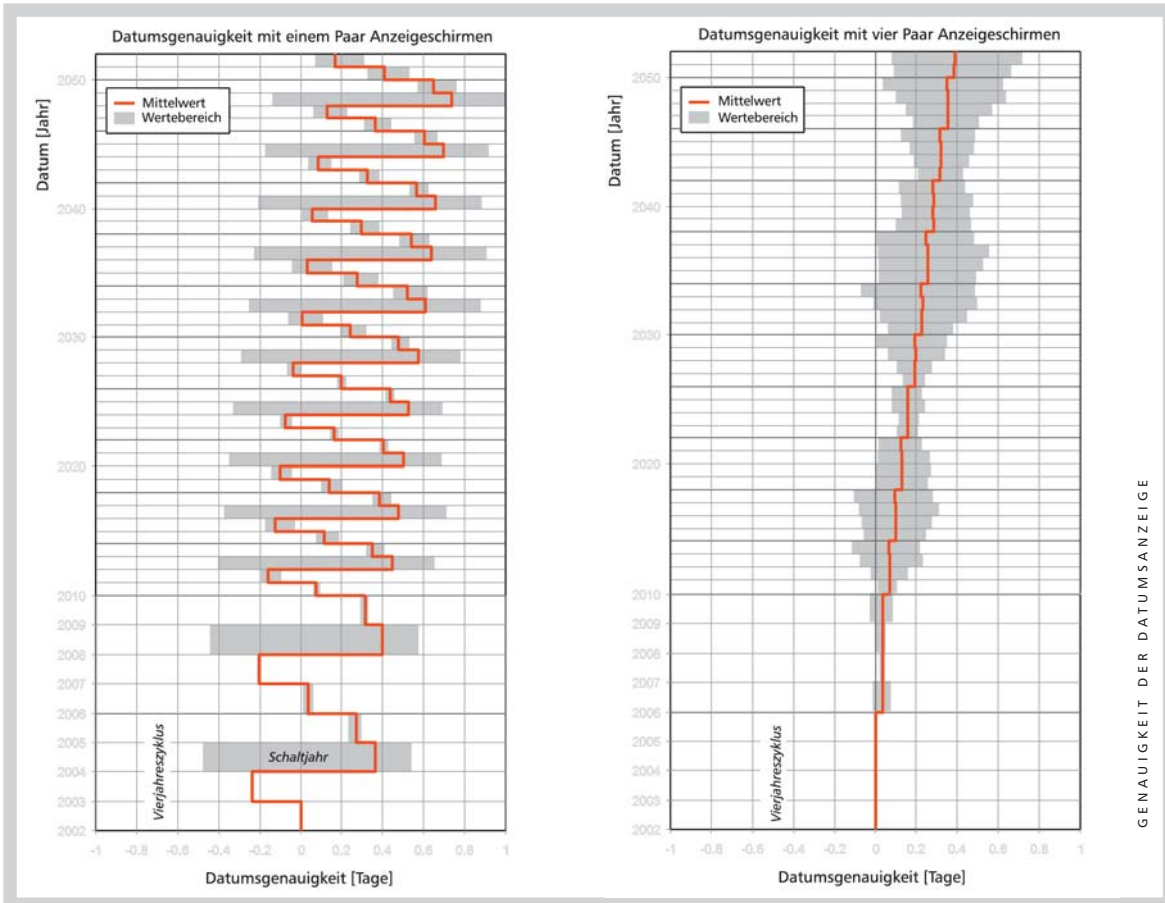 Datumsgenauigkeit mit einem Paar Anzeigeschirmen
Datum [Jahr]
Mittelwert
Wertebereich
2050
2040
2030
2020
2010
2009
2008
2007
2006
2005
2004
2003
2002
Vierjahreszyklus
Schaltjahr
-1 -0.8 -0.6 -0.4 -0.2 0 0.2 0.4 0.6 0.8 1
Datumsgenauigkeit [Tage]
Datumsgenauigkeit mit vier Paar Anzeigeschirmen
Datum [Jahr]
Mittelwert
Wertebereich
2050
2040
2030
2020
2010
2009
2008
2007
2006
2005
2004
2003
2002
Vierjahreszyklus
-1 -0.8 -0.6 -0.4 -0.2 0 0.2 0.4 0.6 0.8 1
Datumsgenauigkeit [Tage]
GENAUIGKEIT DER DATUMSANZEIGE